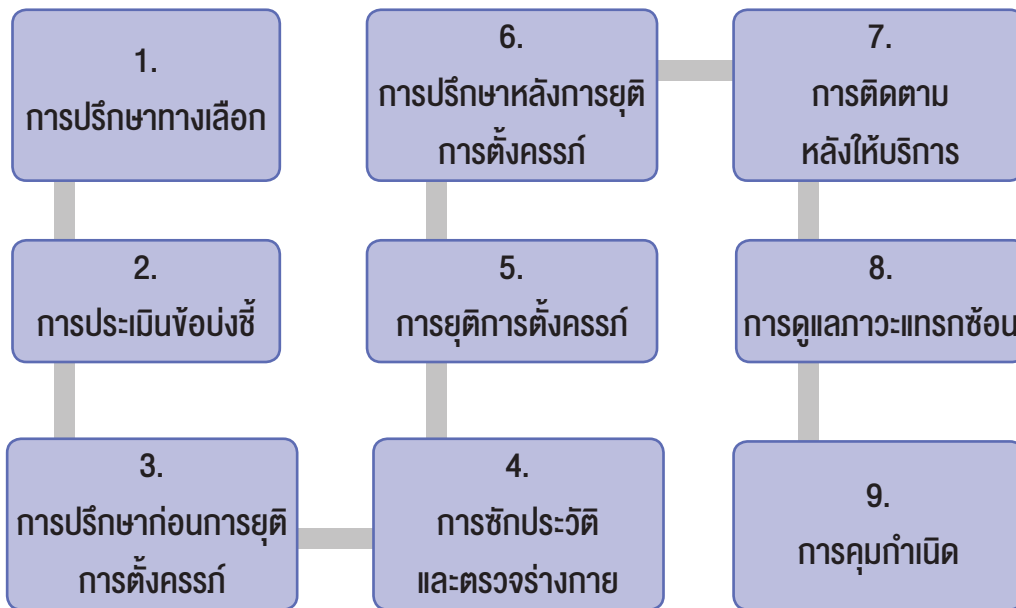 1.
การปรึกษาทางเลือก
2.
การประเมินข้อบ่งชี้
3.
การปรึกษาก่อนการยุติ
การตั้งครรภ์
4.
การซักประวัติ
และตรวจร่างกาย
5.
การยุติการตั้งครรภ์
6.
การปรึกษาหลังการยุติ
การตั้งครรภ์
7.
การติดตาม
หลังให้บริการ
8.
การดูแลภาวะแทรกซ้อน
9.
การคุมกำเนิด